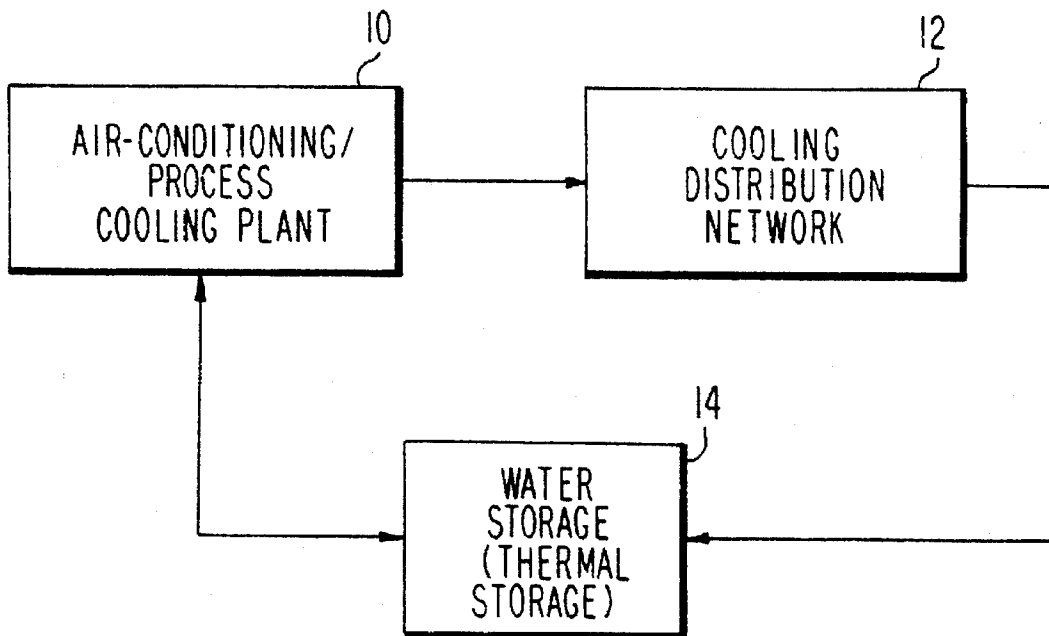 10
AIR-CONDITIONING/
PROCESS
COOLING PLANT
12
COOLING
DISTRIBUTION
NETWORK
14
WATER
STORAGE
(THERMAL
STORAGE)